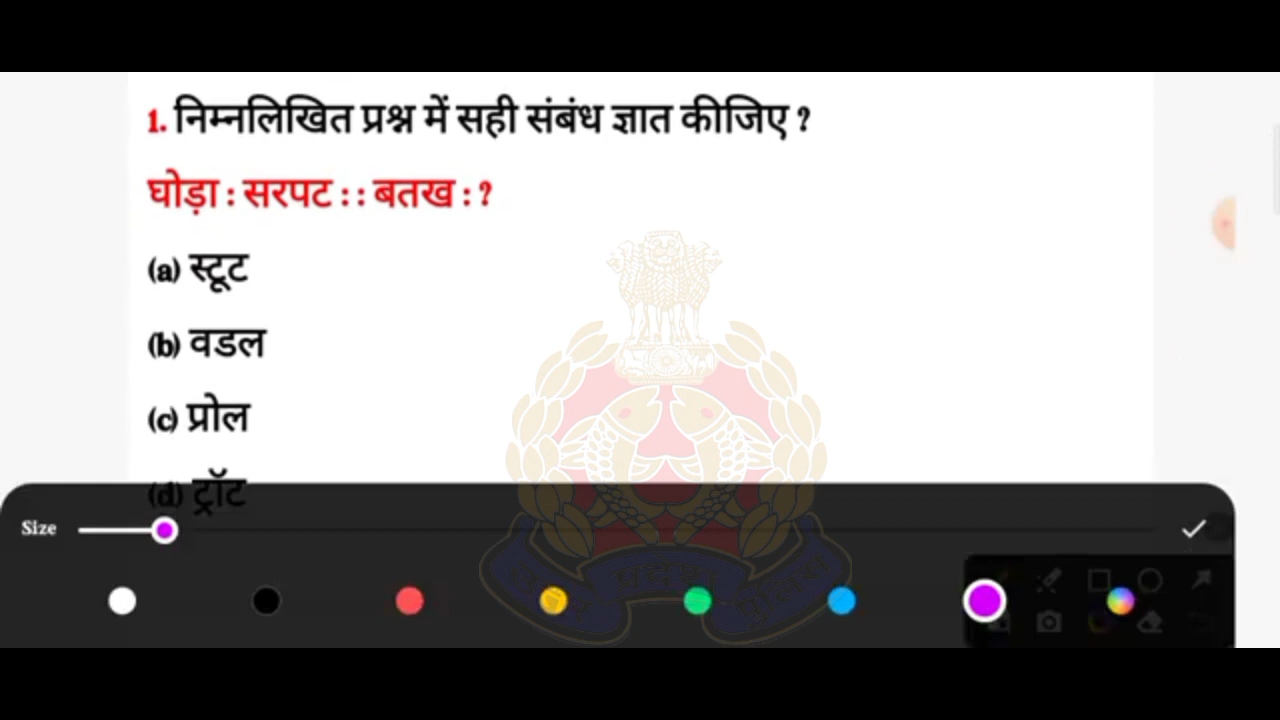 1. निम्नलिखित प्रश्न में सही संबंध ज्ञात कीजिए ?
घोड़ा : सरपट : : बतख : ?
(a) स्टूट
(b) वडल
(c) प्रोल
(d) ट्रॉट
Size